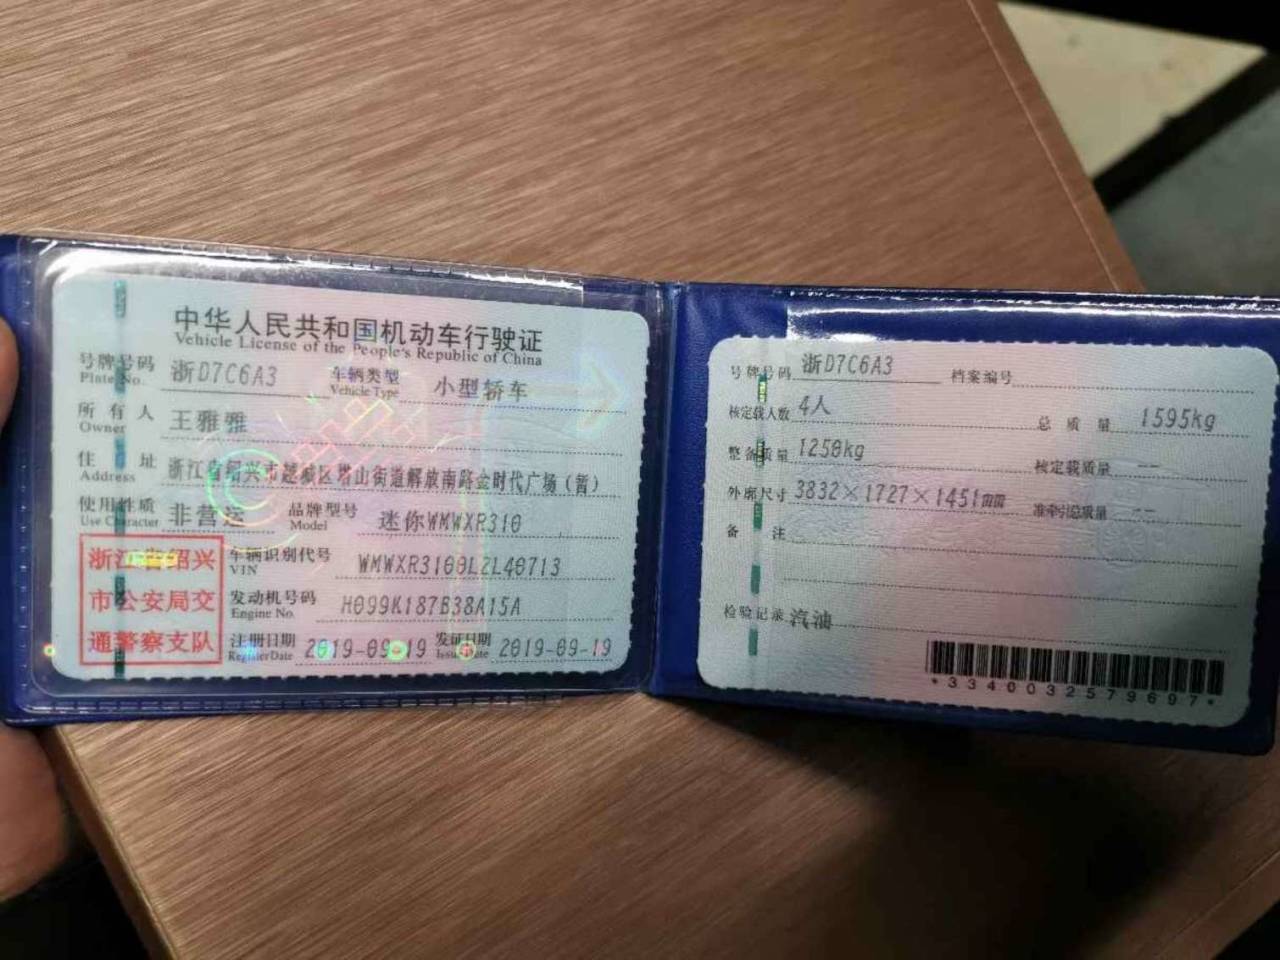 中华人民共和国机动车行驶证
Vehicle License of the People's Republic of China
号牌号码 浙D7C6A3 车辆类型 小型轿车
Plate No. Vehicle Type
所有人 王雅雅
Owner
住址 浙江省绍兴市越城区塔山街道解放南路金时代广场（暂）
Address
使用性质 非营运 品牌型号 迷你WMWXR310
Use Character Model
浙江省绍兴
市公安局交
通警察支队
车辆识别代号 WMWXR3100L2L40713
VIN
发动机号码 H099K187B38A15A
Engine No.
注册日期 2019-09-19 发证日期 2019-09-19
Register Date Issue Date
号牌号码 浙D7C6A3 档案编号
核定载人数 4人 总质量 1595kg
整备质量 1250kg 核定载质量 --
外廓尺寸 3832×1727×1451mm 准牵引总质量 --
备注
检验记录 汽油
*3340032579697*